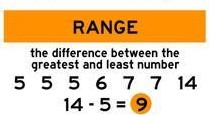 RANGE
the difference between the
greatest and least number
5 5 5 6 7 7 14
14 - 5 = 9